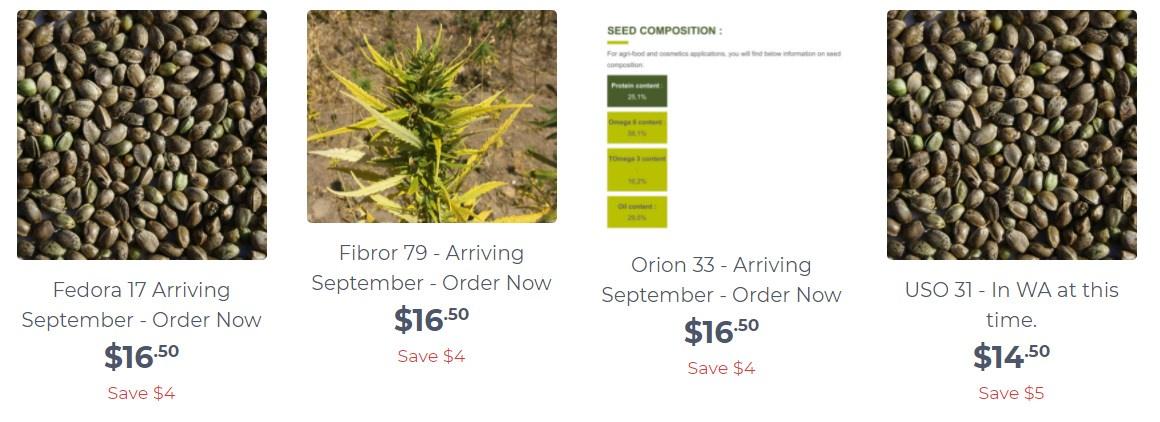 Fedora 17 Arriving
September - Order Now
$16.50
Save $4
Fibror 79 - Arriving
September - Order Now
$16.50
Save $4
SEED COMPOSITION :
For agri-food and cosmetics applications, you will find below information on seed
composition.
Protein content :
25,1%
Omega 6 content :
56,1%
TOmega 3 content
:
16,2%
Oil content :
29,0%
Orion 33 - Arriving
September - Order Now
$16.50
Save $4
USO 31 - In WA at this
time.
$14.50
Save $5